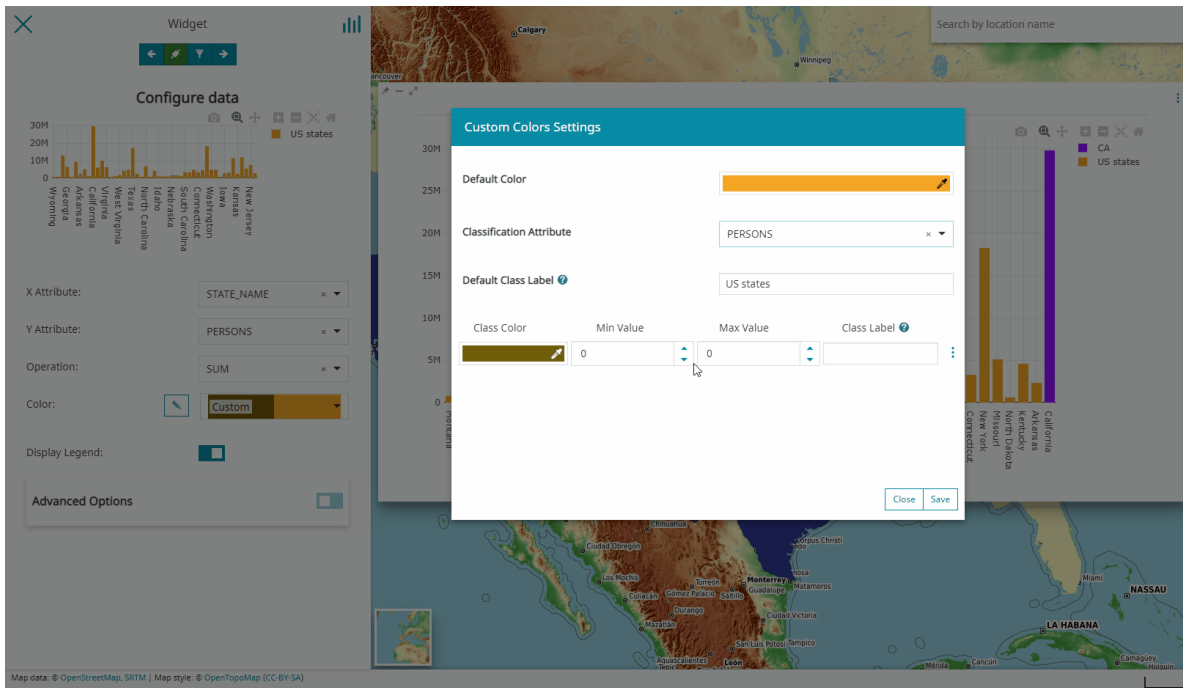 Widget
Configure data
30M
20M
10M
0
US states
Wyoming
Georgia
Arkansas
California
Virginia
West Virginia
Texas
North Carolina
Idaho
Nebraska
South Carolina
Connecticut
Washington
Iowa
Kansas
New Jersey
X Attribute:
STATE_NAME
Y Attribute:
PERSONS
Operation:
SUM
Color:
Custom
Display Legend:
Advanced Options
Calgary
Winnipeg
Search by location name
30M
25M
20M
15M
10M
5M
0
Montana
CA
US states
Connecticut
New York
Missouri
North Dakota
Kentucky
Arkansas
California
Custom Colors Settings
Default Color
Classification Attribute
PERSONS
Default Class Label
US states
Class Color Min Value Max Value Class Label
0 0
Close Save
Chihuahua
Ciudad Obregón
Corpus Christi
Los Mochis
Torreón
Monterrey
Culiacán
Gómez Palacio
Saltillo
Guadalupe
Matamoros
Durango
Ciudad Victoria
Mazatlán
San Luis Potosí
Tampico
Aguascalientes
León
Tepic
Miami
NASSAU
LA HABANA
Mérida
Cancún
Camagüey
Holguín
Map data: © OpenStreetMap, SRTM | Map style: © OpenTopoMap (CC-BY-SA)